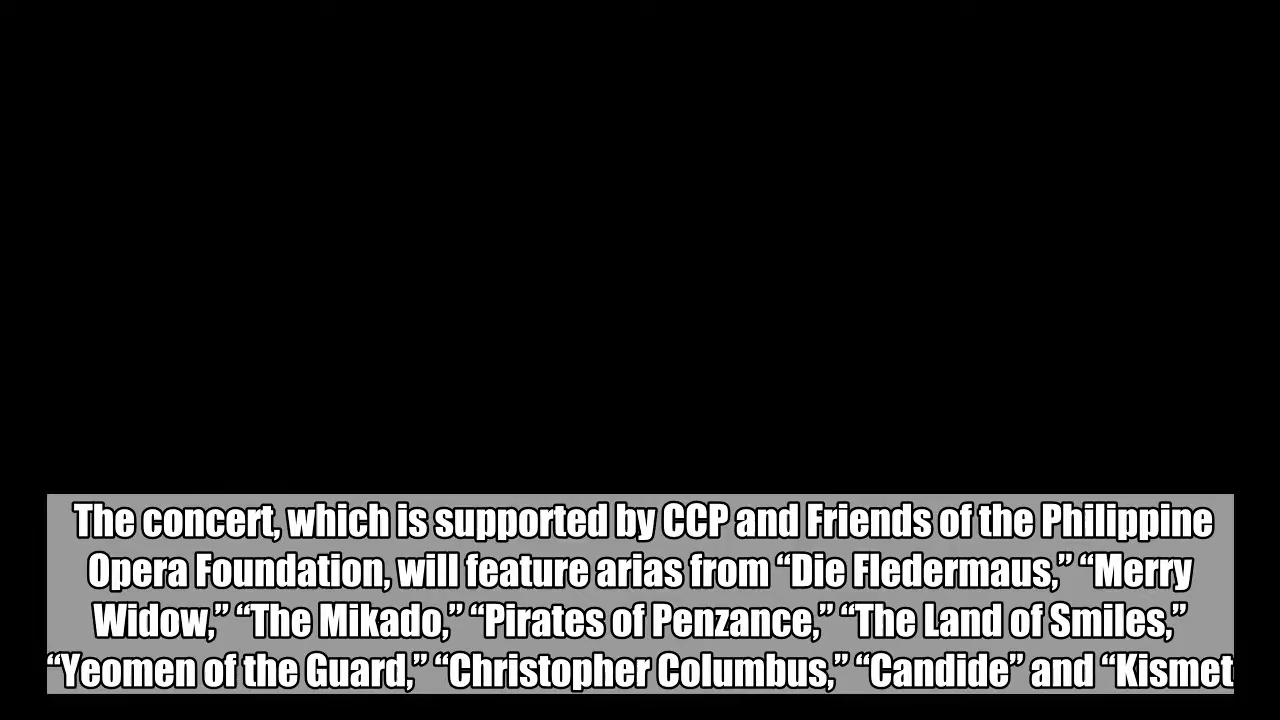 The concert, which is supported by CCP and Friends of the Philippine
Opera Foundation, will feature arias from “Die Fledermaus,” “Merry
Widow,” “The Mikado,” “Pirates of Penzance,” “The Land of Smiles,”
“Yeomen of the Guard,” “Christopher Columbus,” “Candide” and “Kismet